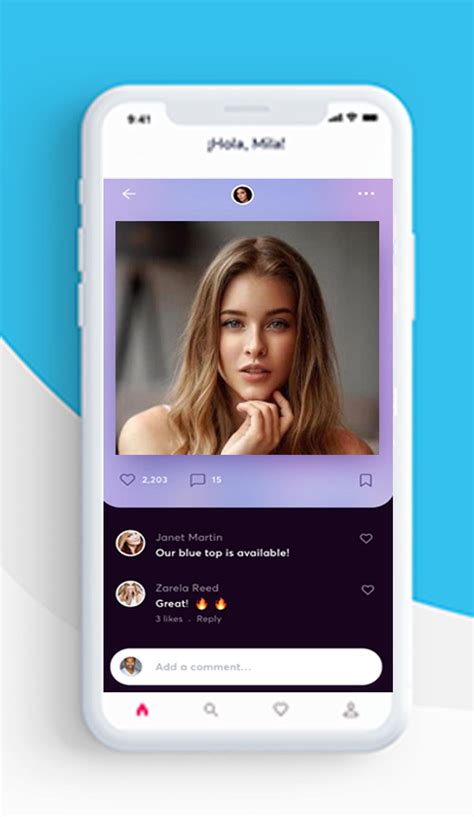 9:41
¡Hola, Mila!
2,203 15
Janet Martin
Our blue top is available!
Zarela Reed
Great! 🔥 🔥
3 likes · Reply
Add a comment...